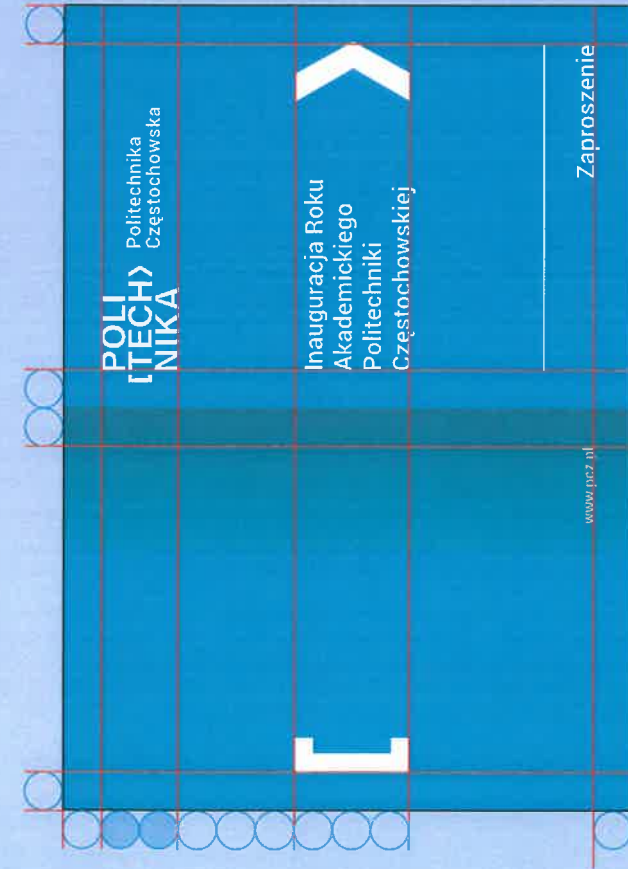 POLI
[TECH⟩
NIKA
Politechnika
Częstochowska
Inauguracja Roku
Akademickiego
Politechniki
Częstochowskiej
Zaproszenie
www.pcz.pl